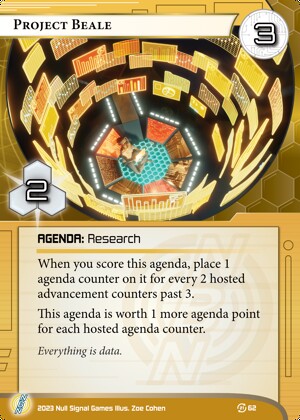 Project Beale
3
2
AGENDA: Research
When you score this agenda, place 1
agenda counter on it for every 2 hosted
advancement counters past 3.
This agenda is worth 1 more agenda point
for each hosted agenda counter.
Everything is data.
2023 Null Signal Games Illus. Zoe Cohen
62